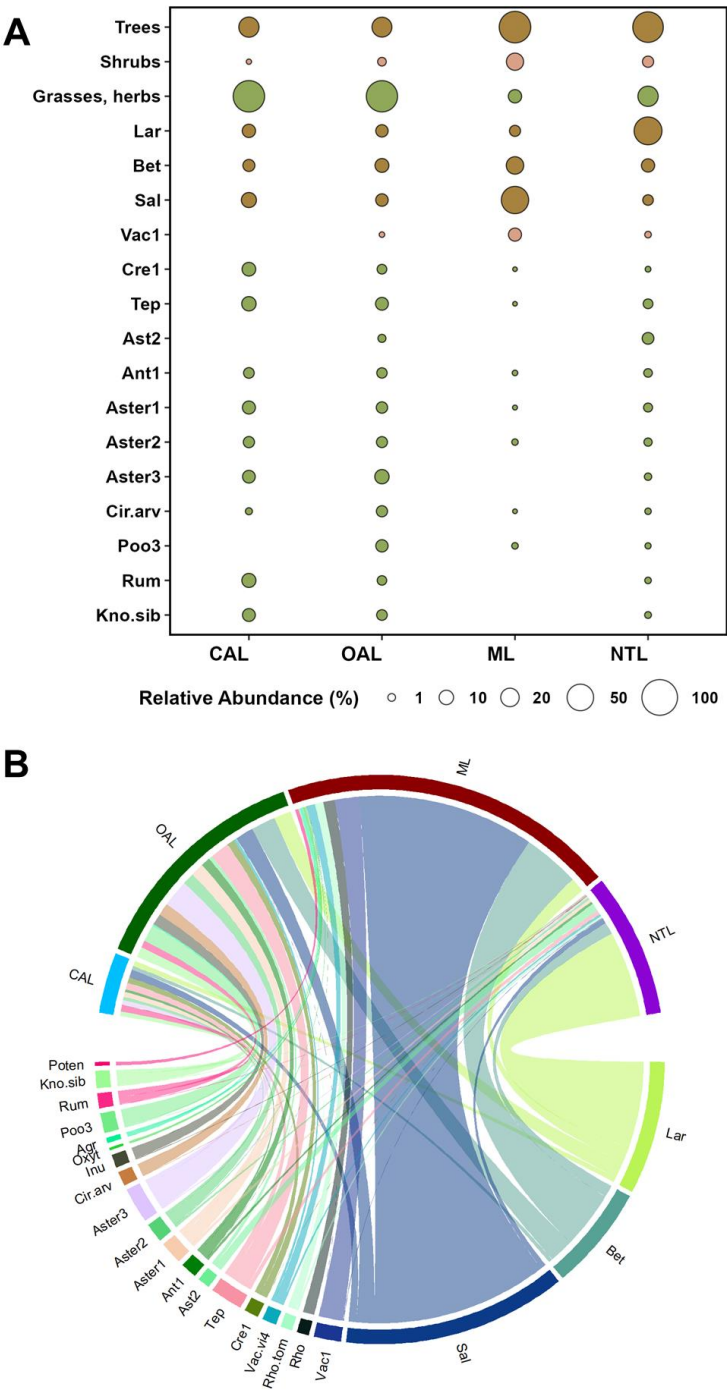 A
Trees
Shrubs
Grasses, herbs
Lar
Bet
Sal
Vac1
Cre1
Tep
Ast2
Ant1
Aster1
Aster2
Aster3
Cir.arv
Poo3
Rum
Kno.sib
CAL OAL ML NTL
Relative Abundance (%) 1 10 20 50 100
B
ML
OAL
NTL
CAL
Poten
Kno.sib
Rum
Poo3
Agr
Oxyt
Inu
Cir.arv
Aster3
Aster2
Aster1
Ant1
Ast2
Tep
Cre1
Vac.vi4
Rho.tom
Rho
Vac1
Sal
Bet
Lar